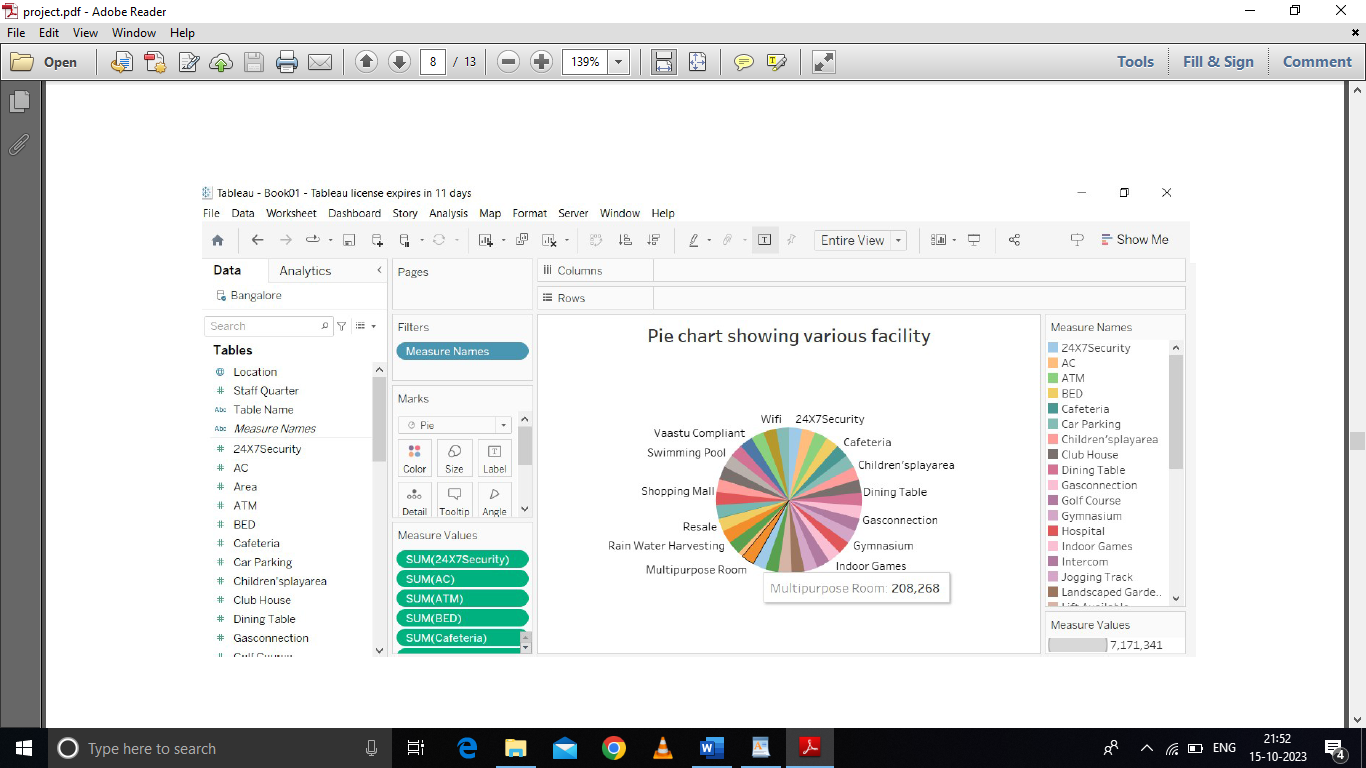 project.pdf - Adobe Reader
File Edit View Window Help
Open 8 / 13 139% Tools Fill & Sign Comment
Tableau - Book01 - Tableau license expires in 11 days
File Data Worksheet Dashboard Story Analysis Map Format Server Window Help
Entire View Show Me
Data Analytics
Bangalore
Search
Tables
Location
# Staff Quarter
Abc Table Name
Abc Measure Names
# 24X7Security
# AC
# Area
# ATM
# BED
# Cafeteria
# Car Parking
# Children'splayarea
# Club House
# Dining Table
# Gasconnection
# Golf Course
Pages
Filters
Measure Names
Marks
Pie
Color Size Label
Detail Tooltip Angle
Measure Values
SUM(24X7Security)
SUM(AC)
SUM(ATM)
SUM(BED)
SUM(Cafeteria)
Columns
Rows
Pie chart showing various facility
Wifi 24X7Security
Vaastu Compliant Cafeteria
Swimming Pool Children'splayarea
Shopping Mall Dining Table
Resale Gasconnection
Rain Water Harvesting Gymnasium
Multipurpose Room Indoor Games
Multipurpose Room: 208,268
Measure Names
24X7Security
AC
ATM
BED
Cafeteria
Car Parking
Children'splayarea
Club House
Dining Table
Gasconnection
Golf Course
Gymnasium
Hospital
Indoor Games
Intercom
Jogging Track
Landscaped Garde..
Lift Available
Measure Values
7,171,341
Type here to search
ENG
21:52
15-10-2023
4